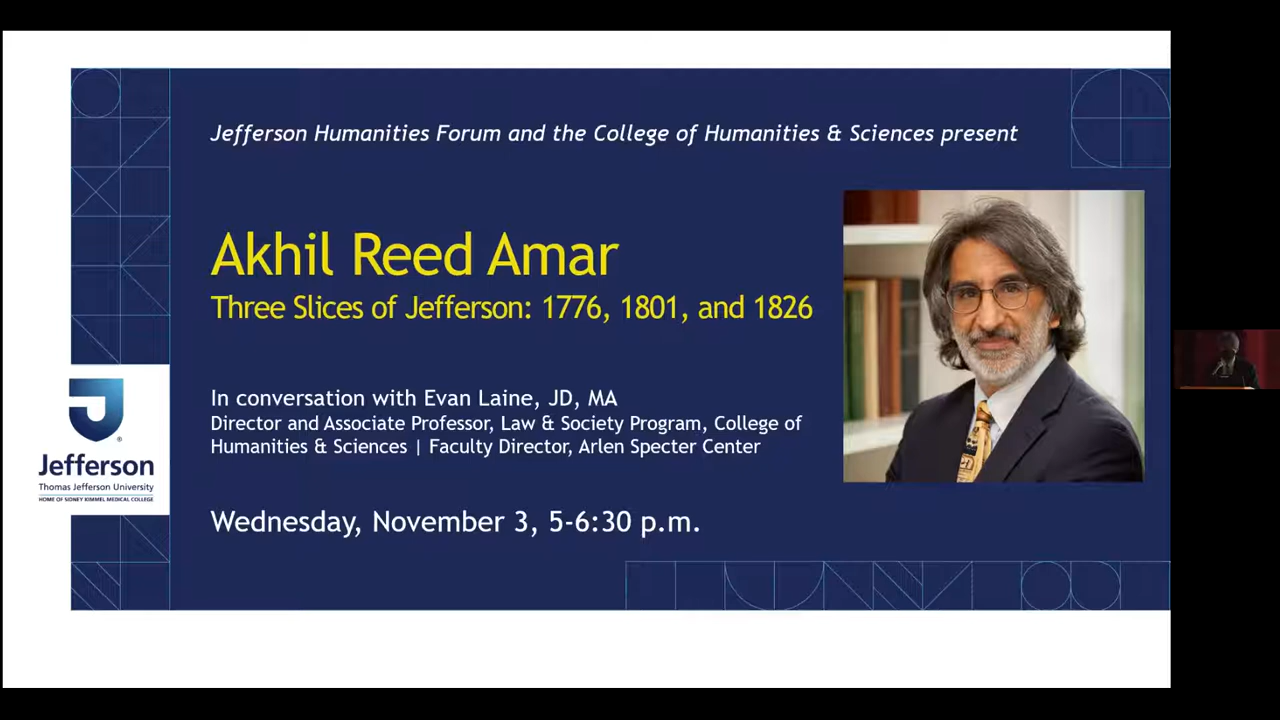 Jefferson Humanities Forum and the College of Humanities & Sciences present
Akhil Reed Amar
Three Slices of Jefferson: 1776, 1801, and 1826
In conversation with Evan Laine, JD, MA
Director and Associate Professor, Law & Society Program, College of
Humanities & Sciences | Faculty Director, Arlen Specter Center
Wednesday, November 3, 5-6:30 p.m.
Jefferson
®
Thomas Jefferson University
HOME OF SIDNEY KIMMEL MEDICAL COLLEGE